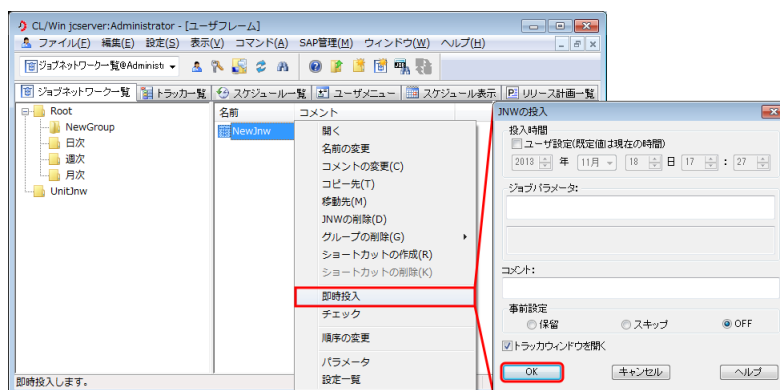 CL/Win jcserver:Administrator - [ユーザフレーム]
ファイル(F) 編集(E) 設定(S) 表示(V) コマンド(A) SAP管理(M) ウィンドウ(W) ヘルプ(H)
ジョブネットワーク一覧@Administ
ジョブネットワーク一覧 トラッカ一覧 スケジュール一覧 ユーザメニュー スケジュール表示 リリース計画一覧
Root
NewGroup
日次
週次
月次
UnitJnw
名前 コメント
NewJnw
開く
名前の変更
コメントの変更(C)
コピー先(T)
移動先(M)
JNWの削除(D)
グループの削除(G)
ショートカットの作成(R)
ショートカットの削除(K)
即時投入
チェック
順序の変更
パラメータ
設定一覧
JNWの投入
投入時間
ユーザ設定(既定値は現在の時間)
2013 年 11月 18 日 17 : 27
ジョブパラメータ:
コメント:
事前設定
保留 スキップ OFF
トラッカウィンドウを開く
OK キャンセル ヘルプ
即時投入します。